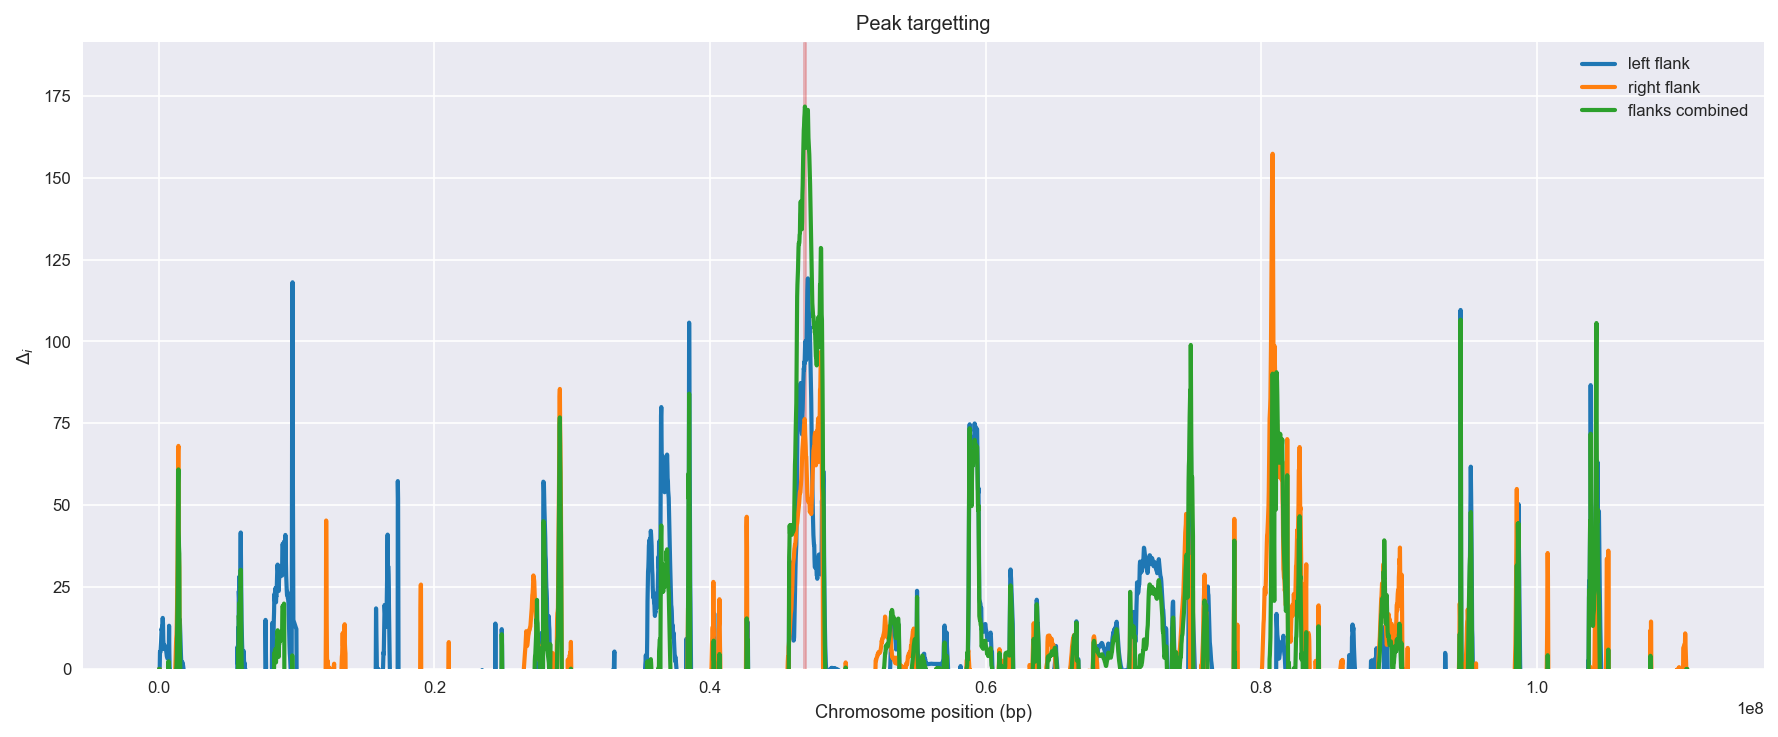 Peak targetting
left flank
right flank
flanks combined
175
150
125
100
75
50
25
0
Δi
0.0 0.2 0.4 0.6 0.8 1.0
1e8
Chromosome position (bp)